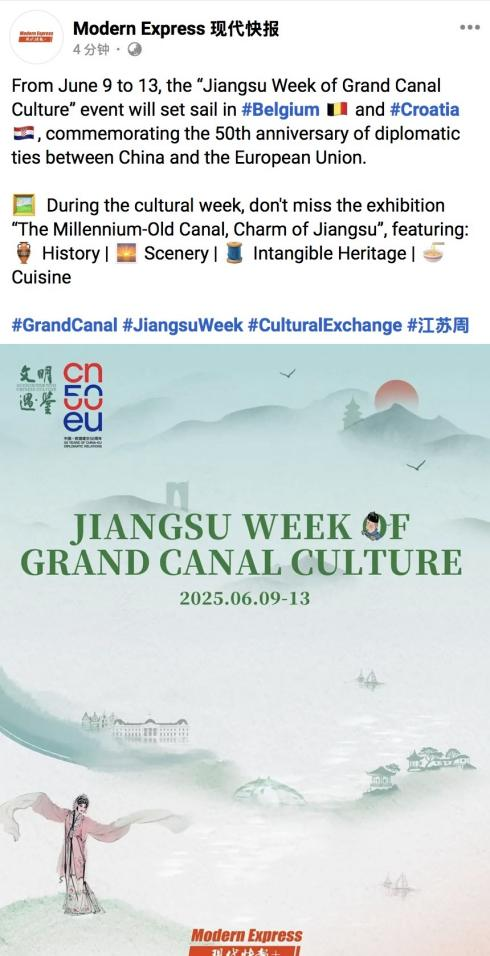 Modern Express 现代快报
4 分钟 ·
From June 9 to 13, the “Jiangsu Week of Grand Canal
Culture” event will set sail in #Belgium 🇧🇪 and #Croatia
🇭🇷, commemorating the 50th anniversary of diplomatic
ties between China and the European Union.
🖼️ During the cultural week, don't miss the exhibition
“The Millennium-Old Canal, Charm of Jiangsu”, featuring:
🏺 History | 🌅 Scenery | 🧵 Intangible Heritage | 🍜
Cuisine
#GrandCanal #JiangsuWeek #CulturalExchange #江苏周
文明
遇·鉴
cn
50
eu
中国·欧盟建交50周年
50 YEARS OF CHINA-EU
DIPLOMATIC RELATIONS
JIANGSU WEEK OF
GRAND CANAL CULTURE
2025.06.09-13
Modern Express
现代快报+